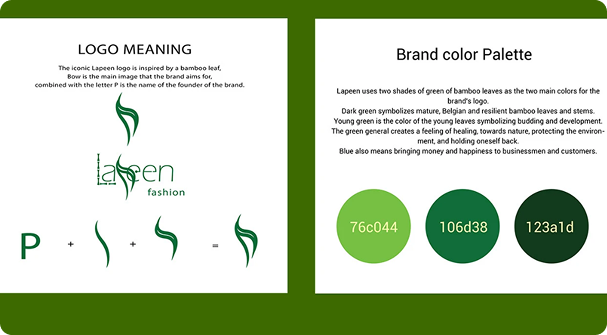 LOGO MEANING
The iconic Lapeen logo is inspired by a bamboo leaf,
Bow is the main image that the brand aims for,
combined with the letter P is the name of the founder of the brand.
Lapeen
fashion
P + + =
Brand color Palette
Lapeen uses two shades of green of bamboo leaves as the two main colors for the
brand's logo.
Dark green symbolizes mature, Belgian and resilient bamboo leaves and stems.
Young green is the color of the young leaves symbolizing budding and development.
The green general creates a feeling of healing, towards nature, protecting the environ-
ment, and holding oneself back.
Blue also means bringing money and happiness to businessmen and customers.
76c044 106d38 123a1d